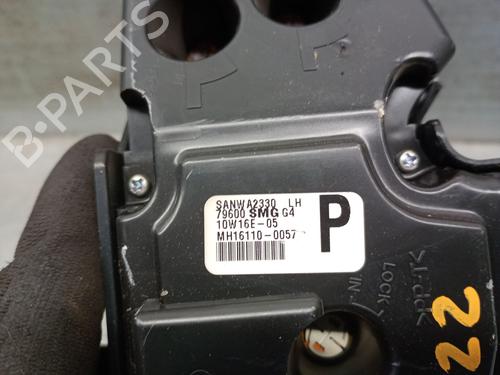 B-PARTS
P
SANWA2330 LH
79600 SMG G4
10W16E-05
MH16110-0057
P
LOCK
IN
22